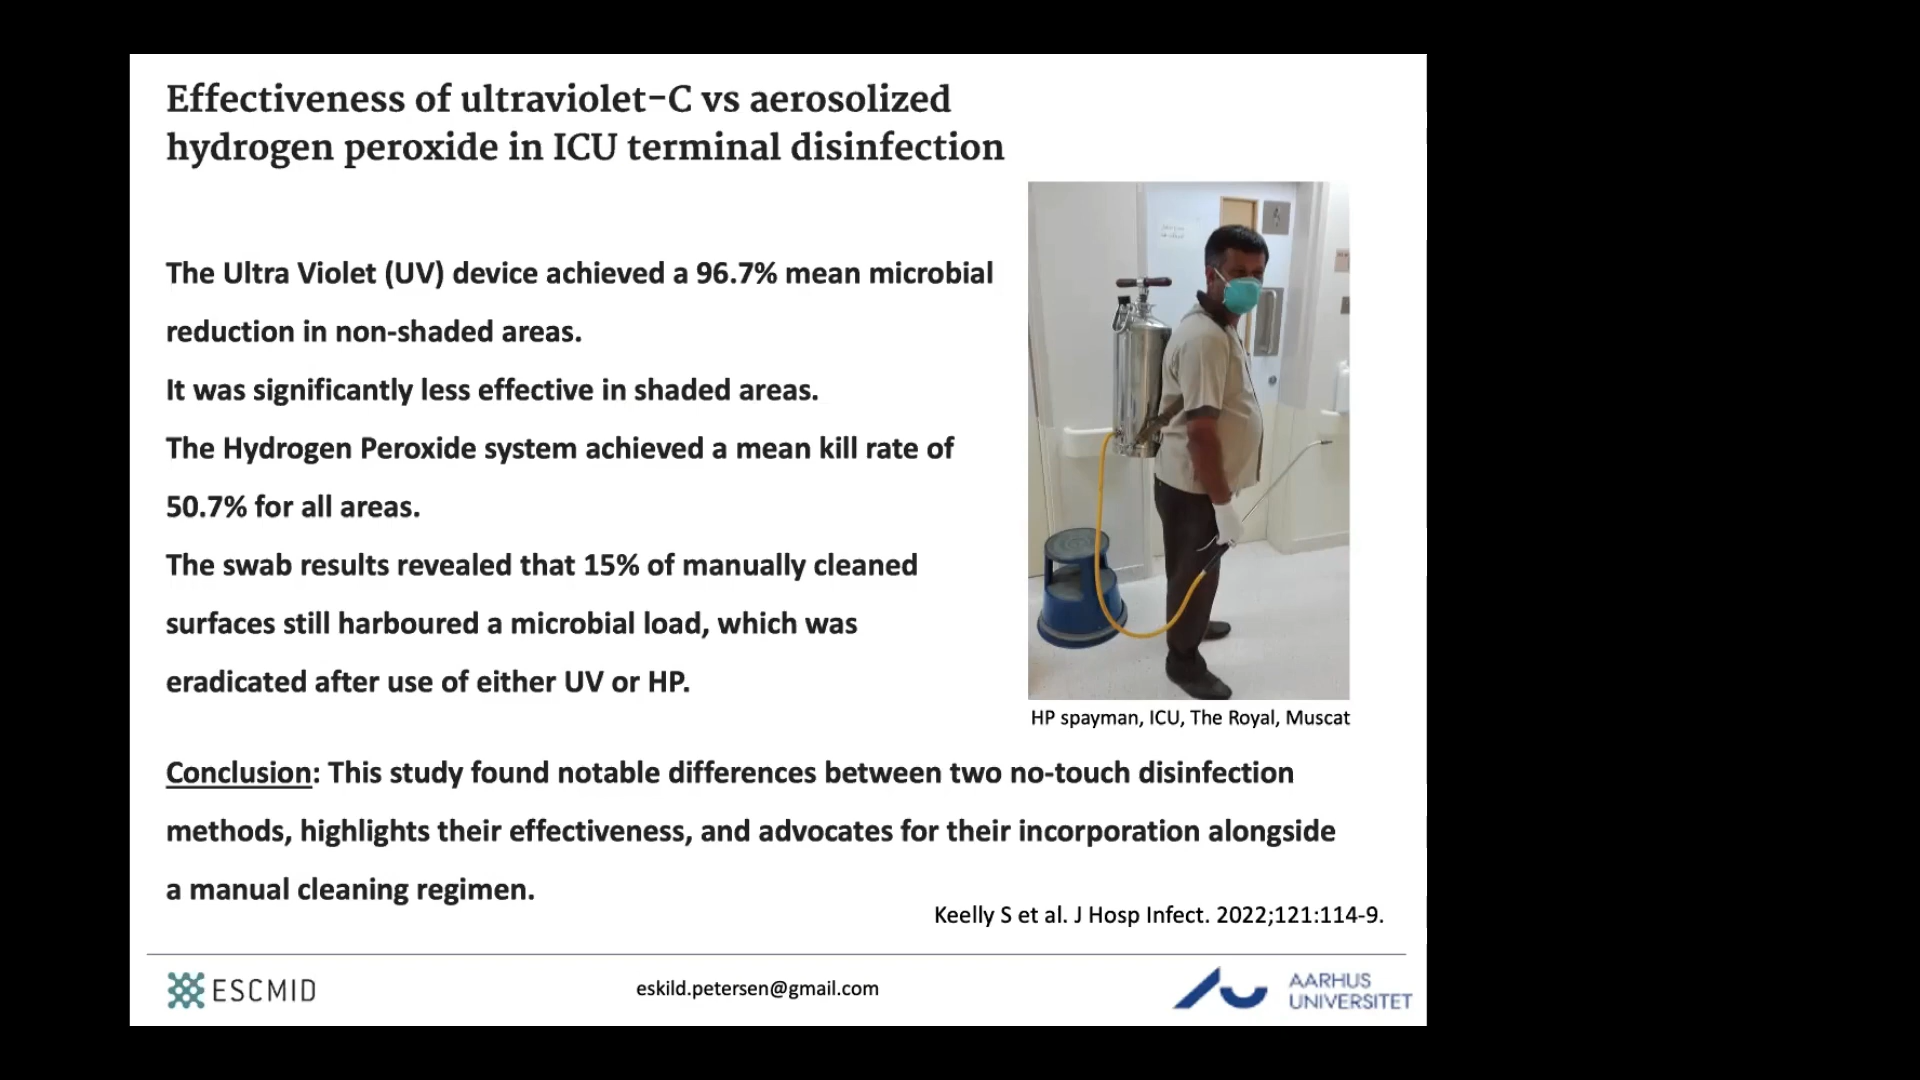 Effectiveness of ultraviolet-C vs aerosolized
hydrogen peroxide in ICU terminal disinfection
The Ultra Violet (UV) device achieved a 96.7% mean microbial
reduction in non-shaded areas.
It was significantly less effective in shaded areas.
The Hydrogen Peroxide system achieved a mean kill rate of
50.7% for all areas.
The swab results revealed that 15% of manually cleaned
surfaces still harboured a microbial load, which was
eradicated after use of either UV or HP.
HP spayman, ICU, The Royal, Muscat
Conclusion: This study found notable differences between two no-touch disinfection
methods, highlights their effectiveness, and advocates for their incorporation alongside
a manual cleaning regimen.
Keelly S et al. J Hosp Infect. 2022;121:114-9.
ESCMID
eskild.petersen@gmail.com
AARHUS
UNIVERSITET